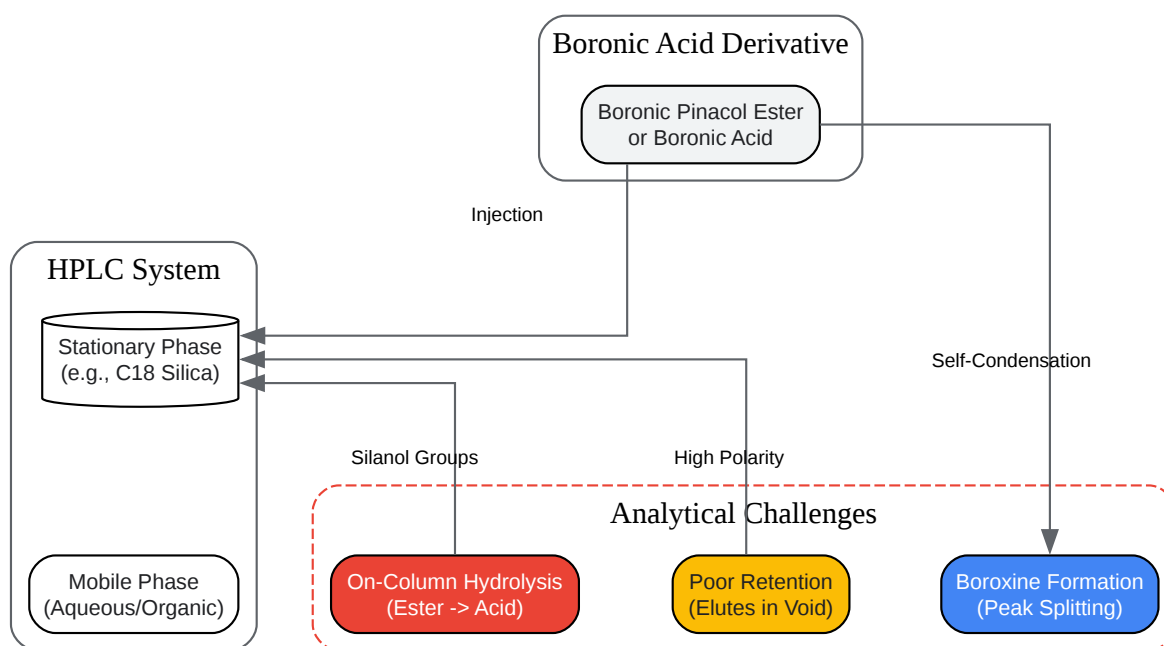 Boronic Acid Derivative
Boronic Pinacol Ester
or Boronic Acid
Injection
HPLC System
Stationary Phase
(e.g., C18 Silica)
Self-Condensation
Silanol Groups
High Polarity
Analytical Challenges
Mobile Phase
(Aqueous/Organic)
On-Column Hydrolysis
(Ester -> Acid)
Poor Retention
(Elutes in Void)
Boroxine Formation
(Peak Splitting)